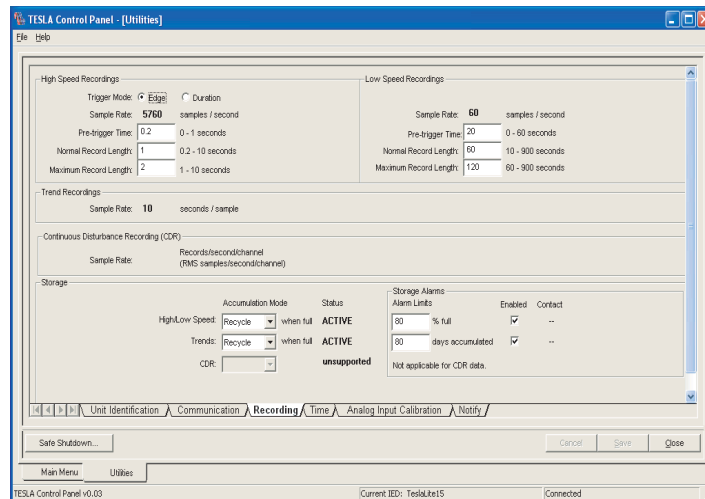 TESLA Control Panel - [Utilities]
File Help
High Speed Recordings
Trigger Mode: Edge Duration
Sample Rate: 5760 samples / second
Pre-trigger Time: 0.2 0 - 1 seconds
Normal Record Length: 1 0.2 - 10 seconds
Maximum Record Length: 2 1 - 10 seconds
Low Speed Recordings
Sample Rate: 60 samples / second
Pre-trigger Time: 20 0 - 60 seconds
Normal Record Length: 60 10 - 900 seconds
Maximum Record Length: 120 60 - 900 seconds
Trend Recordings
Sample Rate: 10 seconds / sample
Continuous Disturbance Recording (CDR)
Sample Rate: Records/second/channel
(RMS samples/second/channel)
Storage
Accumulation Mode Status
High/Low Speed: Recycle when full ACTIVE
Trends: Recycle when full ACTIVE
CDR: unsupported
Storage Alarms
Alarm Limits Enabled Contact
80 % full --
80 days accumulated --
Not applicable for CDR data.
Unit Identification Communication Recording Time Analog Input Calibration Notify
Safe Shutdown... Cancel Save Close
Main Menu Utilities
TESLA Control Panel v0.03 Current IED: TeslaLite15 Connected